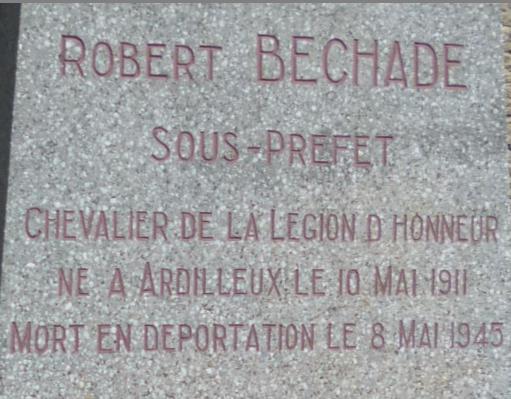 ROBERT BECHADE
SOUS-PREFET
CHEVALIER DE LA LEGION D HONNEUR
NE A ARDILLEUX LE 10 MAI 1911
MORT EN DEPORTATION LE 8 MAI 1945